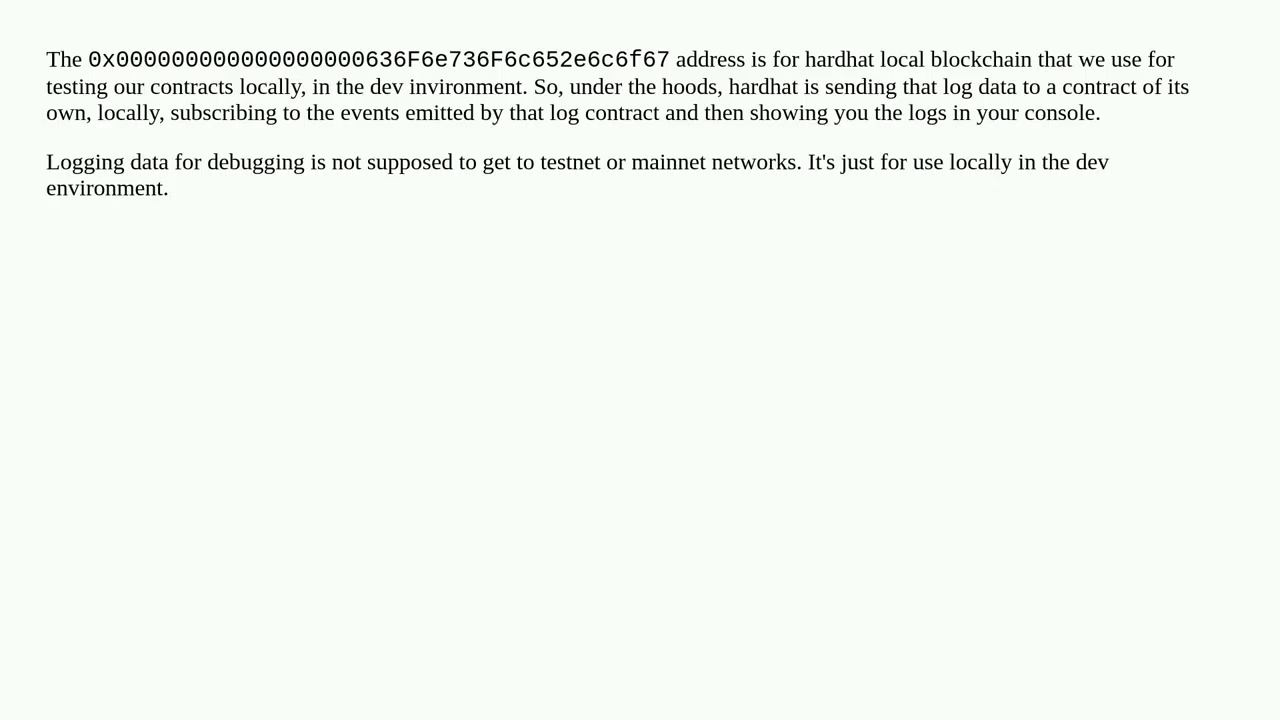 The 0x000000000000000000636F6e736F6c652e6c6f67 address is for hardhat local blockchain that we use for
testing our contracts locally, in the dev invironment. So, under the hoods, hardhat is sending that log data to a contract of its
own, locally, subscribing to the events emitted by that log contract and then showing you the logs in your console.
Logging data for debugging is not supposed to get to testnet or mainnet networks. It's just for use locally in the dev
environment.